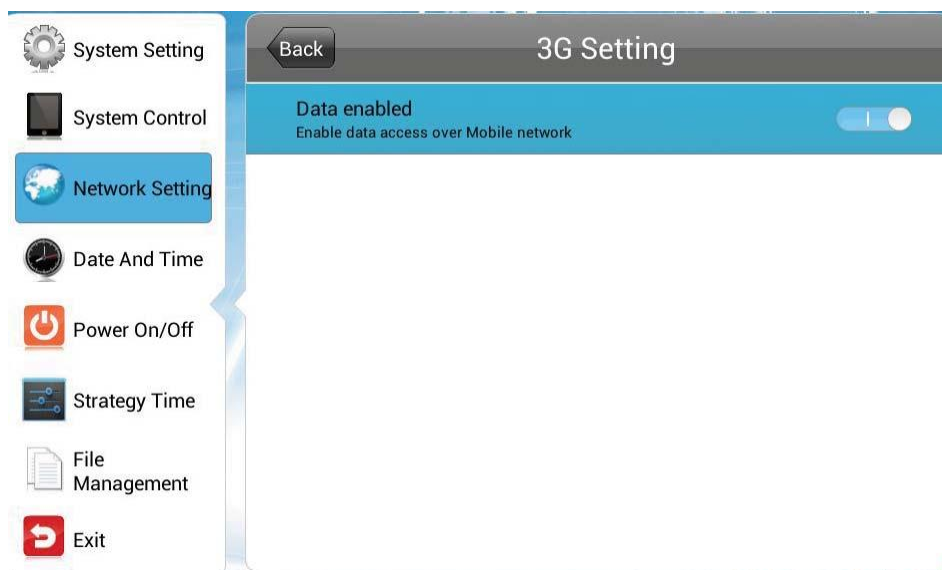 System Setting
System Control
Network Setting
Date And Time
Power On/Off
Strategy Time
File
Management
Exit
Back
3G Setting
Data enabled
Enable data access over Mobile network